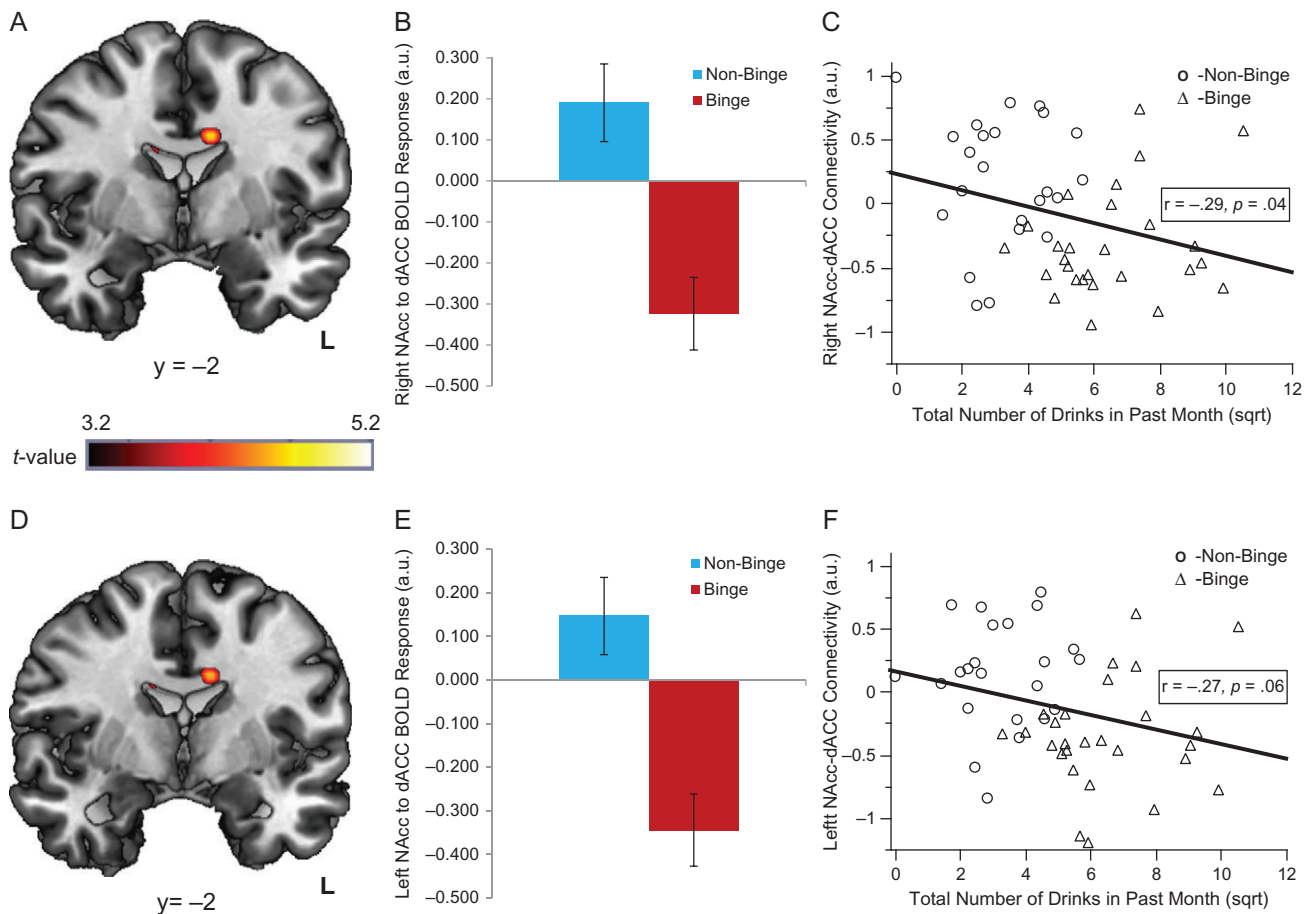 A
L
y = –2
3.2 5.2
t-value
B
Right NAcc to dACC BOLD Response (a.u.)
0.300
0.200
0.100
0.000
–0.100
–0.200
–0.300
–0.400
–0.500
Non-Binge
Binge
C
Right NAcc-dACC Connectivity (a.u.)
1
0.5
0
–0.5
–1
o -Non-Binge
Δ -Binge
r = –.29, p = .04
0 2 4 6 8 10 12
Total Number of Drinks in Past Month (sqrt)
D
L
y= –2
E
Left NAcc to dACC BOLD Response (a.u.)
0.300
0.200
0.100
0.000
–0.100
–0.200
–0.300
–0.400
–0.500
Non-Binge
Binge
F
Leftt NAcc-dACC Connectivity (a.u.)
1
0.5
0
–0.5
–1
o -Non-Binge
Δ -Binge
r = –.27, p = .06
0 2 4 6 8 10 12
Total Number of Drinks in Past Month (sqrt)